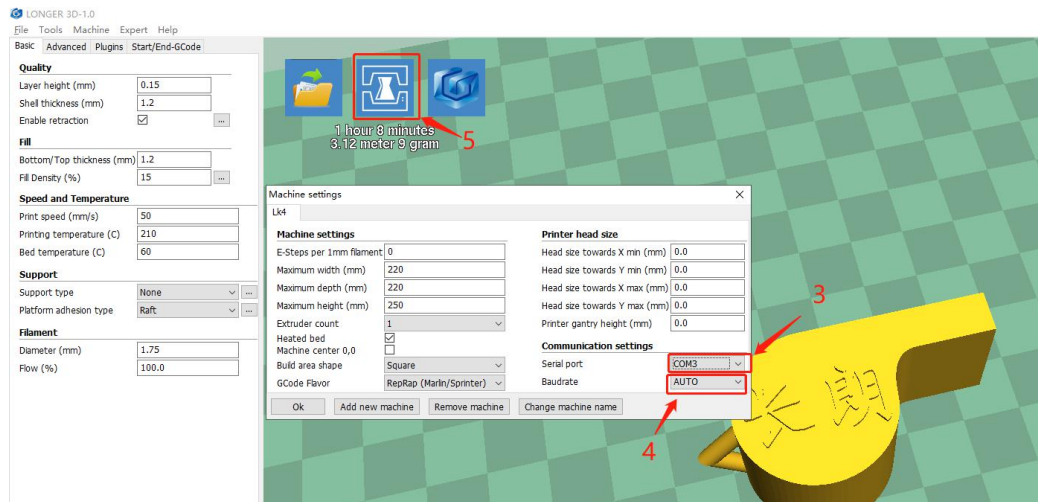 LONGER 3D-1.0
File Tools Machine Expert Help
Basic Advanced Plugins Start/End-GCode
Quality
Layer height (mm) 0.15
Shell thickness (mm) 1.2
Enable retraction ...
Fill
Bottom/Top thickness (mm) 1.2
Fill Density (%) 15 ...
Speed and Temperature
Print speed (mm/s) 50
Printing temperature (C) 210
Bed temperature (C) 60
Support
Support type None ...
Platform adhesion type Raft ...
Filament
Diameter (mm) 1.75
Flow (%) 100.0
1 hour 8 minutes
3.12 meter 9 gram
5
Machine settings
Lk4
Machine settings
E-Steps per 1mm filament 0
Maximum width (mm) 220
Maximum depth (mm) 220
Maximum height (mm) 250
Extruder count 1
Heated bed
Machine center 0,0
Build area shape Square
GCode Flavor RepRap (Marlin/Sprinter)
Printer head size
Head size towards X min (mm) 0.0
Head size towards Y min (mm) 0.0
Head size towards X max (mm) 0.0
Head size towards Y max (mm) 0.0
Printer gantry height (mm) 0.0
Communication settings
Serial port COM3
Baudrate AUTO
Ok Add new machine Remove machine Change machine name
3
4
长朗